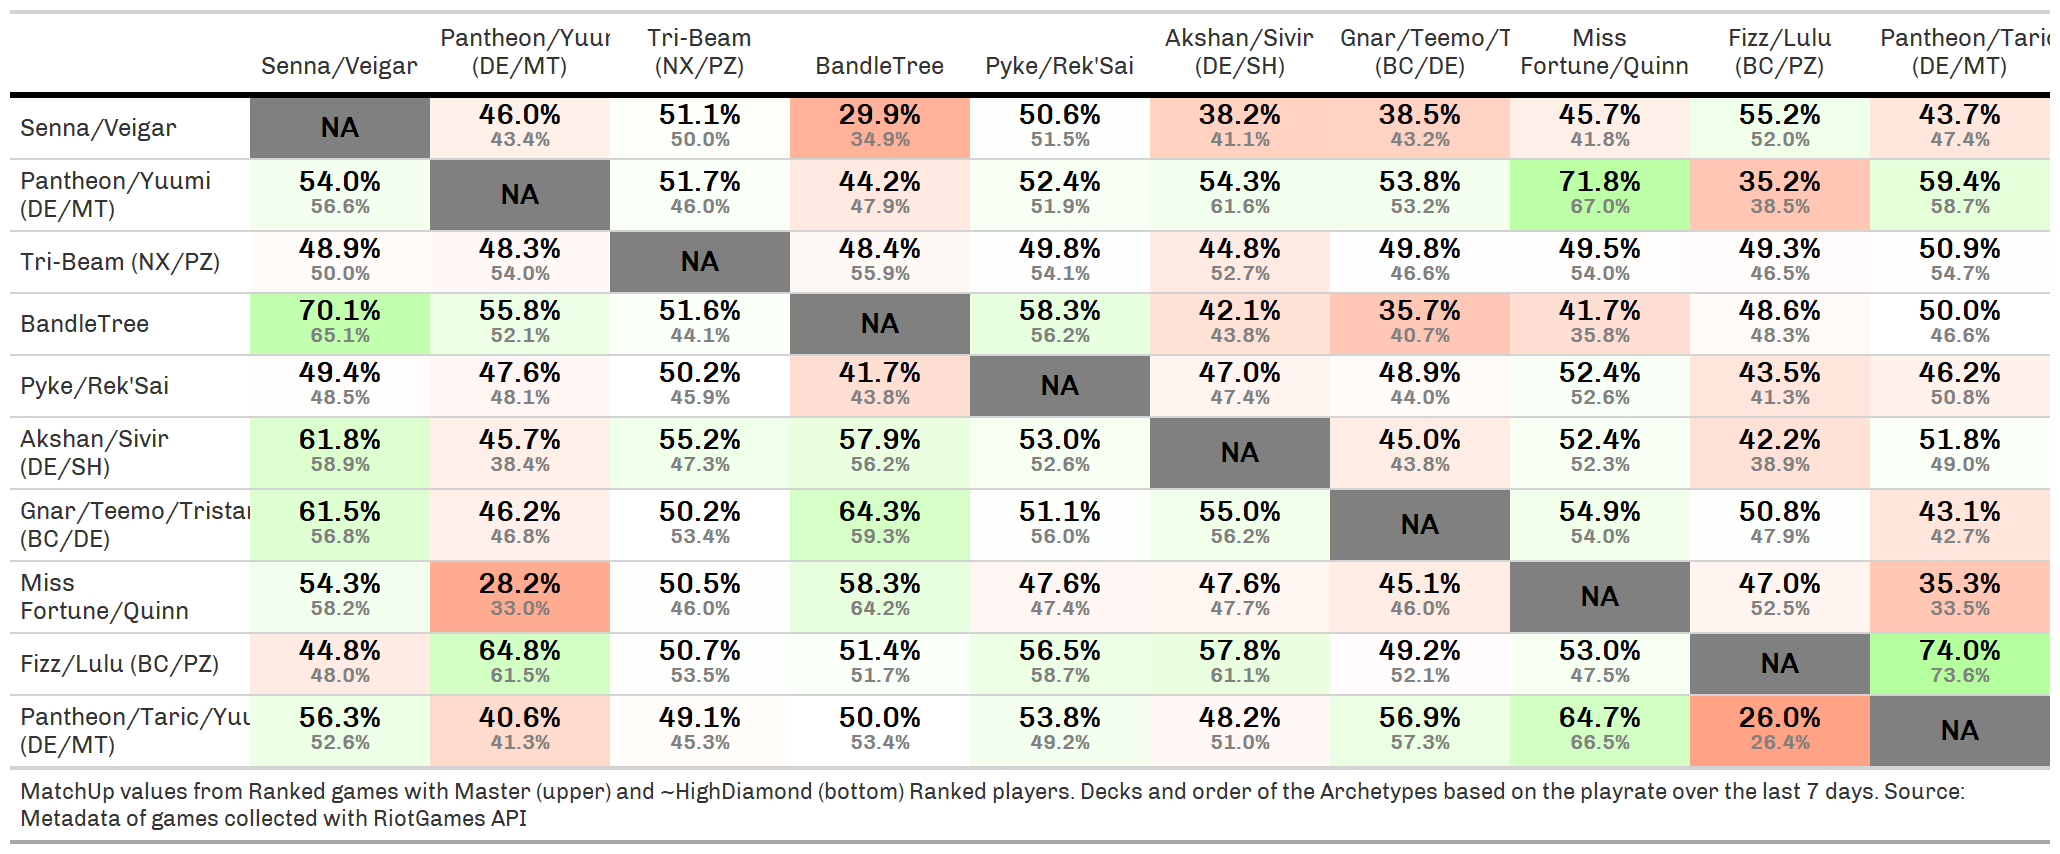 Senna/Veigar Pantheon/Yuur (DE/MT) Tri-Beam (NX/PZ) BandleTree Pyke/Rek'Sai Akshan/Sivir (DE/SH) Gnar/Teemo/T (BC/DE) Miss Fortune/Quinn Fizz/Lulu (BC/PZ) Pantheon/Taric (DE/MT)
Senna/Veigar NA 46.0% 51.1% 29.9% 50.6% 38.2% 38.5% 45.7% 55.2% 43.7%
43.4% 50.0% 34.9% 51.5% 41.1% 43.2% 41.8% 52.0% 47.4%
Pantheon/Yuumi (DE/MT) 54.0% NA 51.7% 44.2% 52.4% 54.3% 53.8% 71.8% 35.2% 59.4%
56.6% 46.0% 47.9% 51.9% 61.6% 53.2% 67.0% 38.5% 58.7%
Tri-Beam (NX/PZ) 48.9% 48.3% NA 48.4% 49.8% 44.8% 49.8% 49.5% 49.3% 50.9%
50.0% 54.0% 55.9% 54.1% 52.7% 46.6% 54.0% 46.5% 54.7%
BandleTree 70.1% 55.8% 51.6% NA 58.3% 42.1% 35.7% 41.7% 48.6% 50.0%
65.1% 52.1% 44.1% 56.2% 43.8% 40.7% 35.8% 48.3% 46.6%
Pyke/Rek'Sai 49.4% 47.6% 50.2% 41.7% NA 47.0% 48.9% 52.4% 43.5% 46.2%
48.5% 48.1% 45.9% 43.8% 47.4% 44.0% 52.6% 41.3% 50.8%
Akshan/Sivir (DE/SH) 61.8% 45.7% 55.2% 57.9% 53.0% NA 45.0% 52.4% 42.2% 51.8%
58.9% 38.4% 47.3% 56.2% 52.6% 43.8% 52.3% 38.9% 49.0%
Gnar/Teemo/Tristar (BC/DE) 61.5% 46.2% 50.2% 64.3% 51.1% 55.0% NA 54.9% 50.8% 43.1%
56.8% 46.8% 53.4% 59.3% 56.0% 56.2% 54.0% 47.9% 42.7%
Miss Fortune/Quinn 54.3% 28.2% 50.5% 58.3% 47.6% 47.6% 45.1% NA 47.0% 35.3%
58.2% 33.0% 46.0% 64.2% 47.4% 47.7% 46.0% 52.5% 33.5%
Fizz/Lulu (BC/PZ) 44.8% 64.8% 50.7% 51.4% 56.5% 57.8% 49.2% 53.0% NA 74.0%
48.0% 61.5% 53.5% 51.7% 58.7% 61.1% 52.1% 47.5% 73.6%
Pantheon/Taric/Yuu (DE/MT) 56.3% 40.6% 49.1% 50.0% 53.8% 48.2% 56.9% 64.7% 26.0% NA
52.6% 41.3% 45.3% 53.4% 49.2% 51.0% 57.3% 66.5% 26.4%
MatchUp values from Ranked games with Master (upper) and ~HighDiamond (bottom) Ranked players. Decks and order of the Archetypes based on the playrate over the last 7 days. Source:
Metadata of games collected with RiotGames API